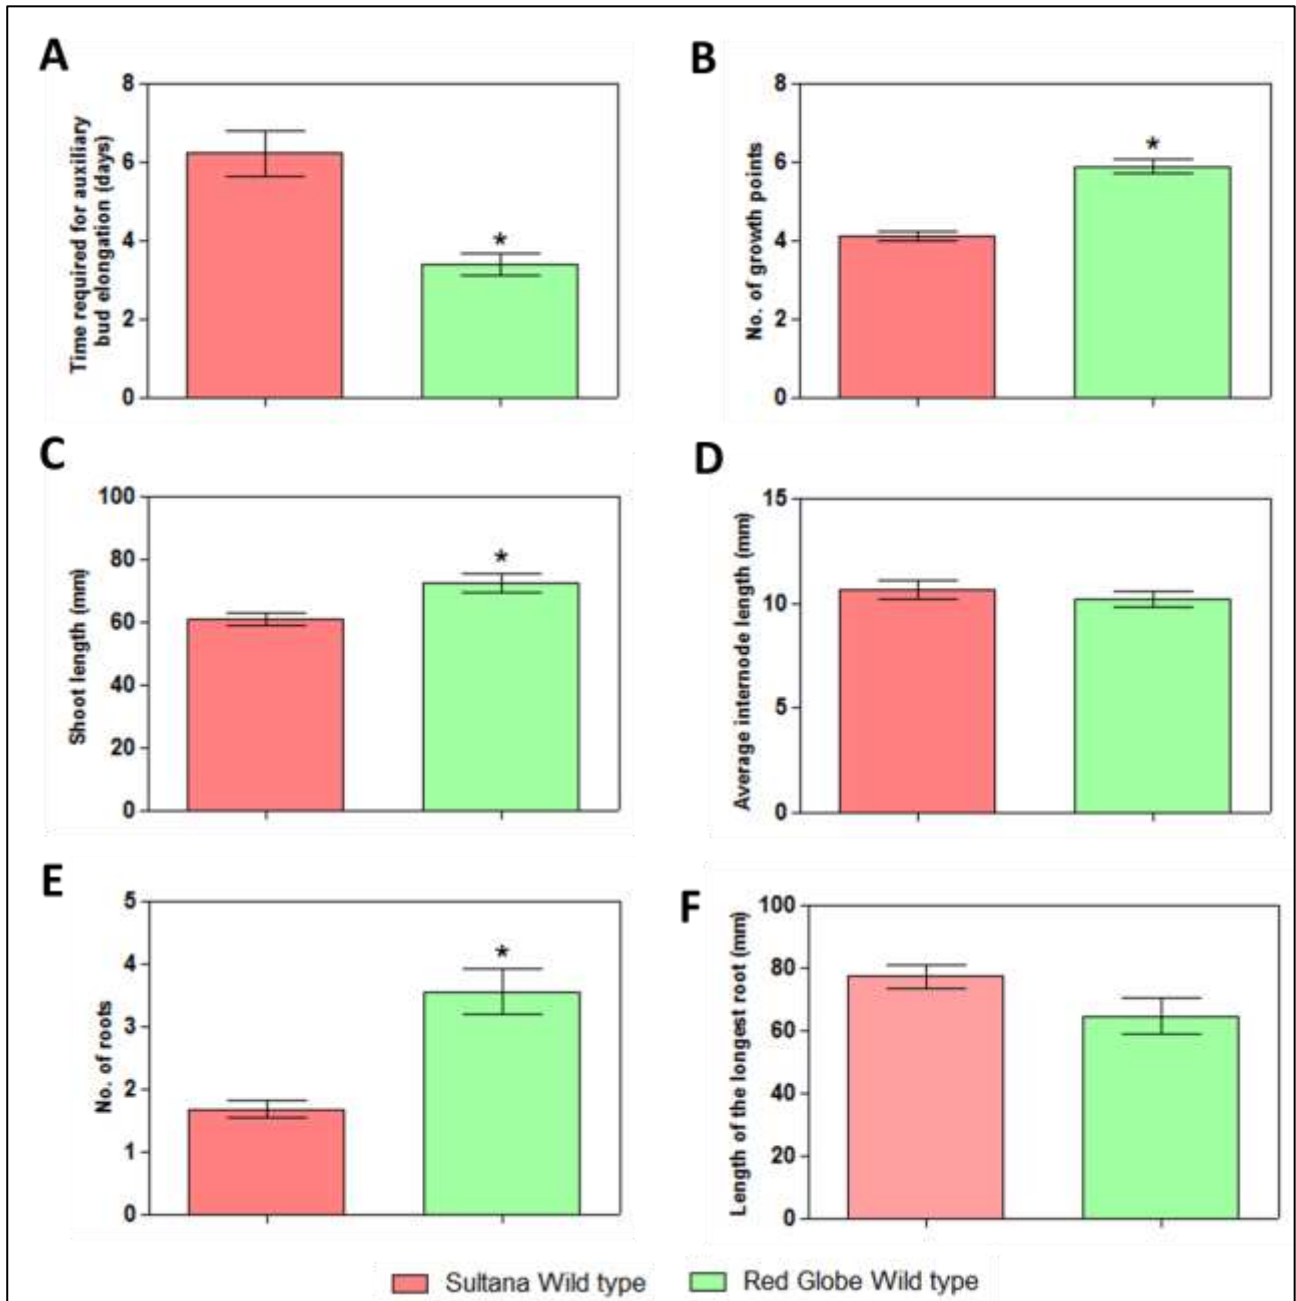 A
Time required for auxiliary
bud elongation (days)
8
6
4
2
0
*
B
No. of growth points
8
6
4
2
0
*
C
Shoot length (mm)
100
80
60
40
20
0
*
D
Average internode length (mm)
15
10
5
0
E
No. of roots
5
4
3
2
1
0
*
F
Length of the longest root (mm)
100
80
60
40
20
0
Sultana Wild type
Red Globe Wild type